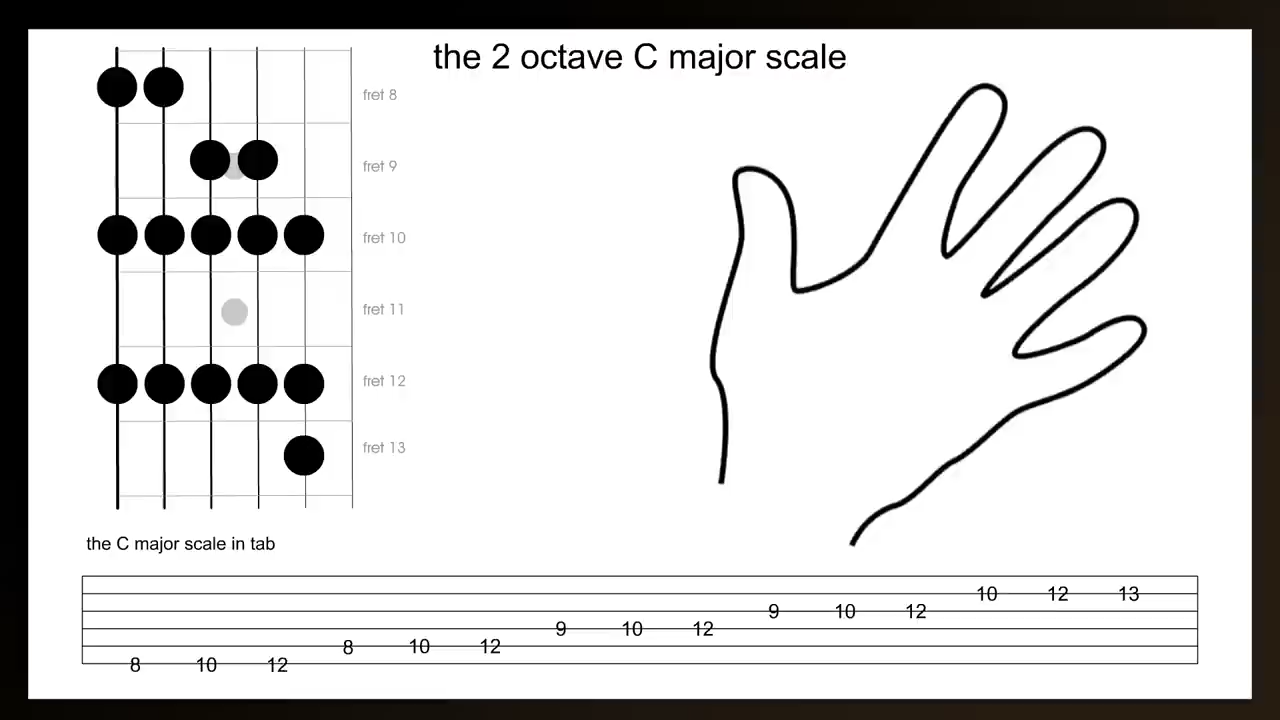 the 2 octave C major scale
fret 8
fret 9
fret 10
fret 11
fret 12
fret 13
the C major scale in tab
10 12 13
9 10 12
9 10 12
8 10 12
8 10 12